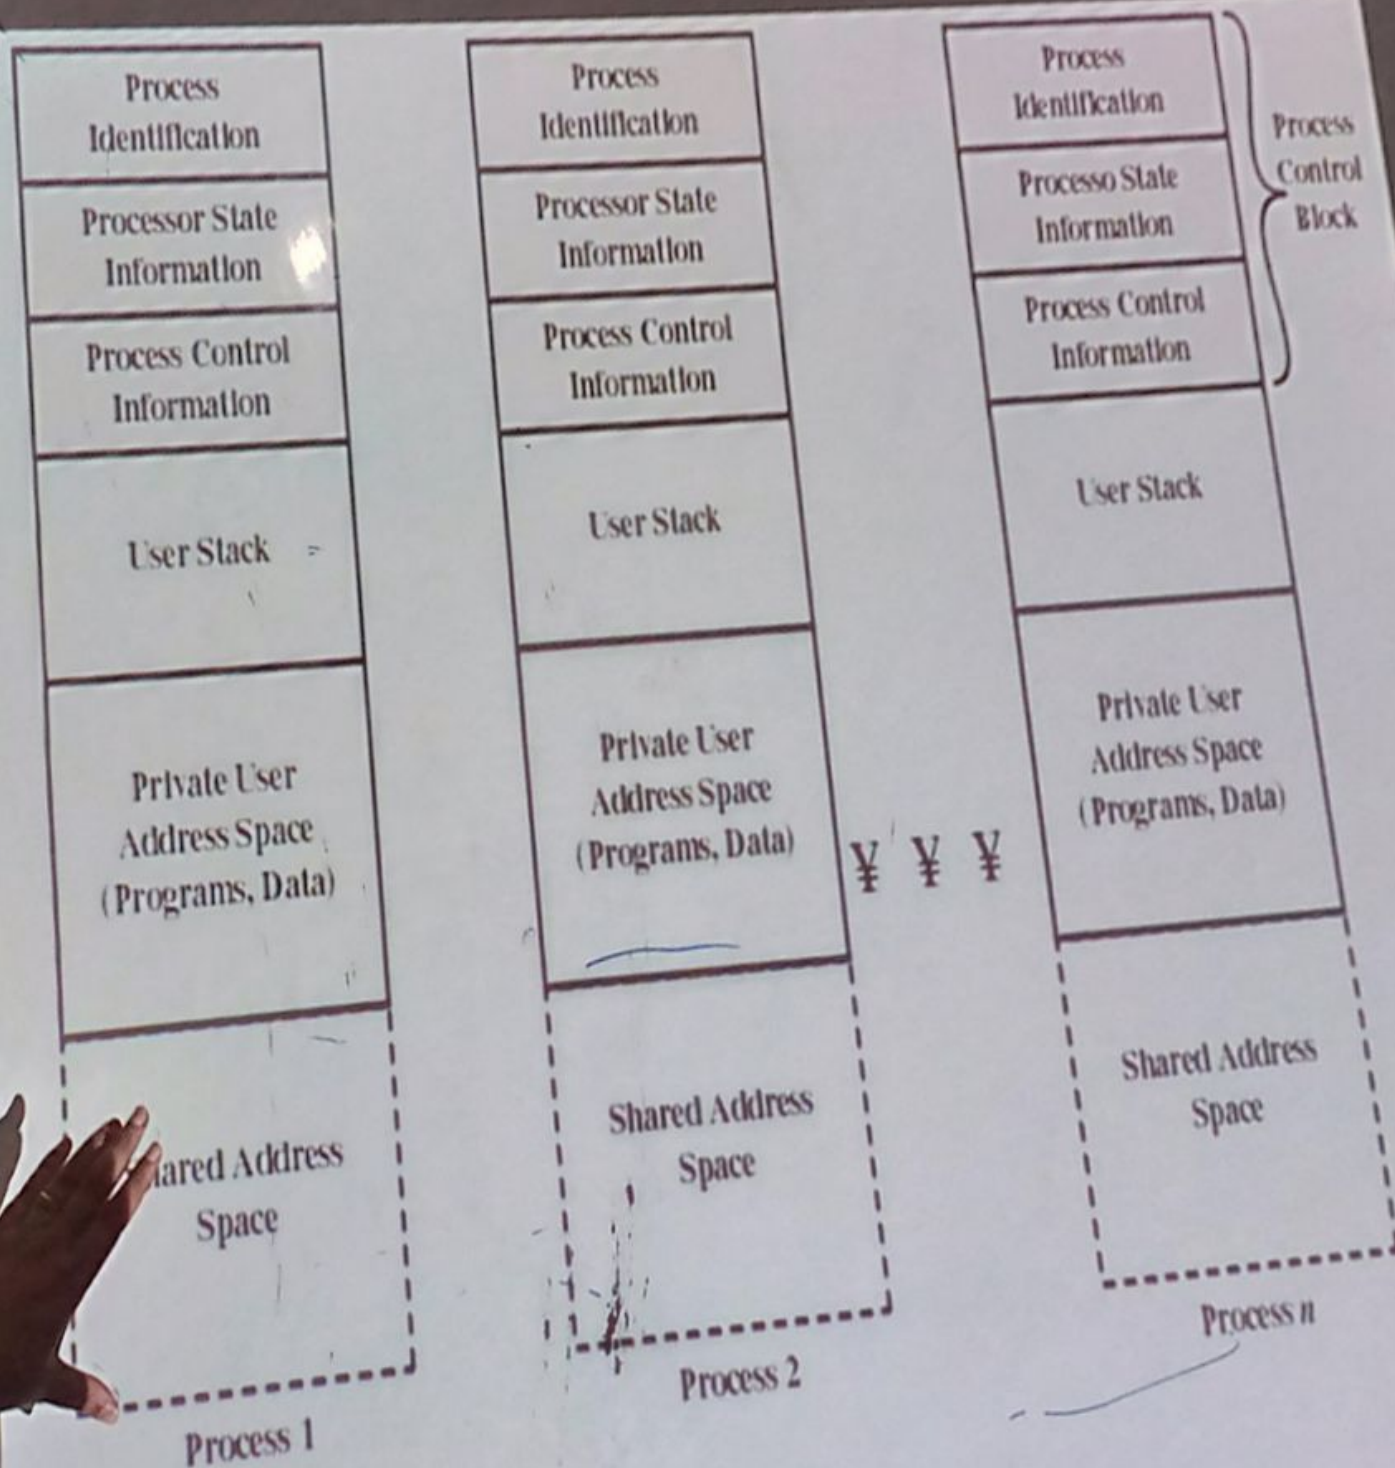 Process
Identification
Processor State
Information
Process Control
Information
User Stack
Private User
Address Space
(Programs, Data)
Address
Space
Process 1
Process
Identification
Processor State
Information
Process Control
Information
User Stack
Private User
Address Space
(Programs, Data)
Shared Address
Space
Process 2
¥ ¥ ¥
Process
Identification
Processo State
Information
Process Control
Information
User Stack
Private User
Address Space
(Programs, Data)
Shared Address
Space
Process n
Process
Control
Block